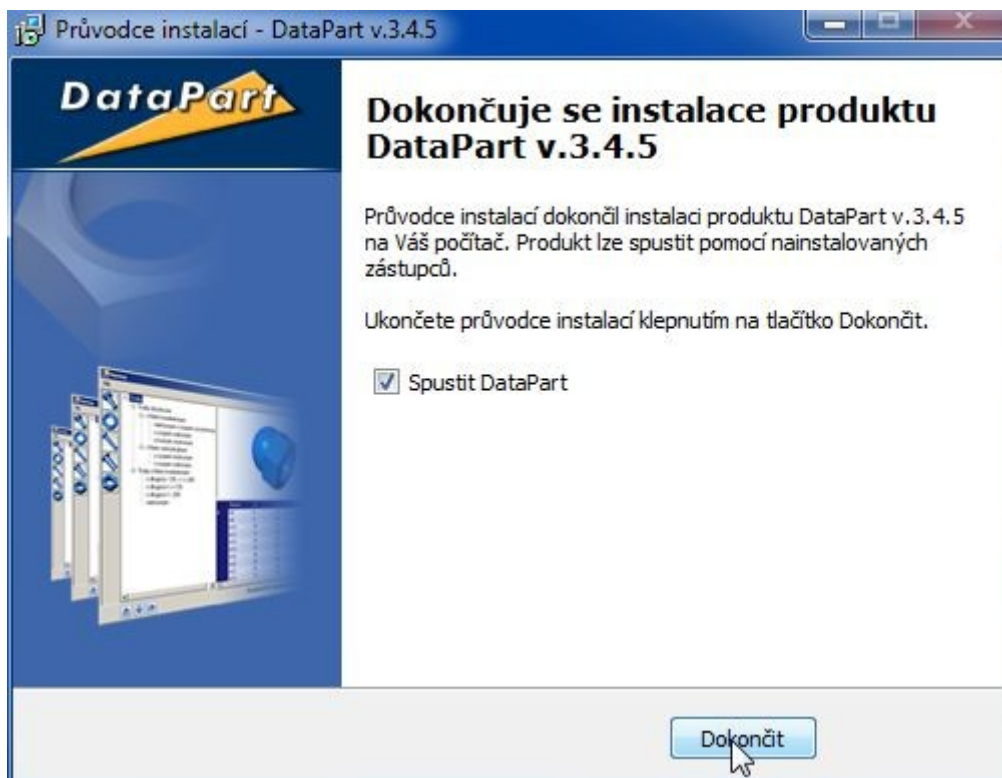 Průvodce instalací - DataPart v.3.4.5
DataPart
Dokončuje se instalace produktu
DataPart v.3.4.5
Průvodce instalací dokončil instalaci produktu DataPart v.3.4.5
na Váš počítač. Produkt lze spustit pomocí nainstalovaných
zástupců.
Ukončete průvodce instalací klepnutím na tlačítko Dokončit.
Spustit DataPart
Dokončit